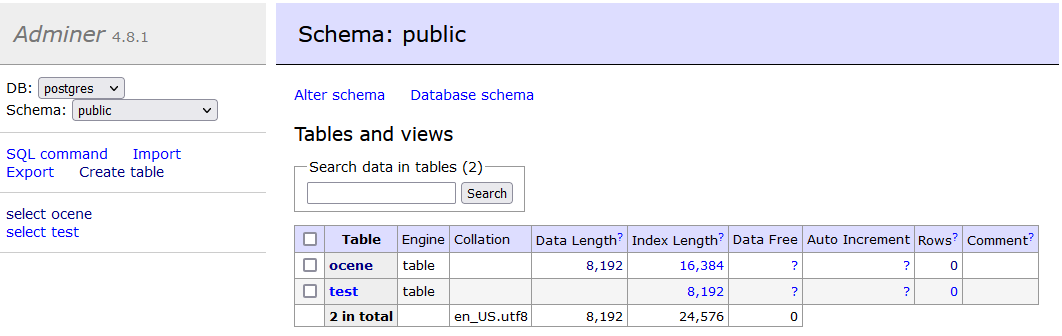 Adminer 4.8.1
Schema: public
DB: postgres
Schema: public
Alter schema Database schema
Tables and views
SQL command Import
Export Create table
Search data in tables (2)
Search
select ocene
select test
Table Engine Collation Data Length? Index Length? Data Free Auto Increment Rows? Comment?
ocene table 8,192 16,384 ? ? 0
test table 8,192 ? ? 0
2 in total en_US.utf8 8,192 24,576 0